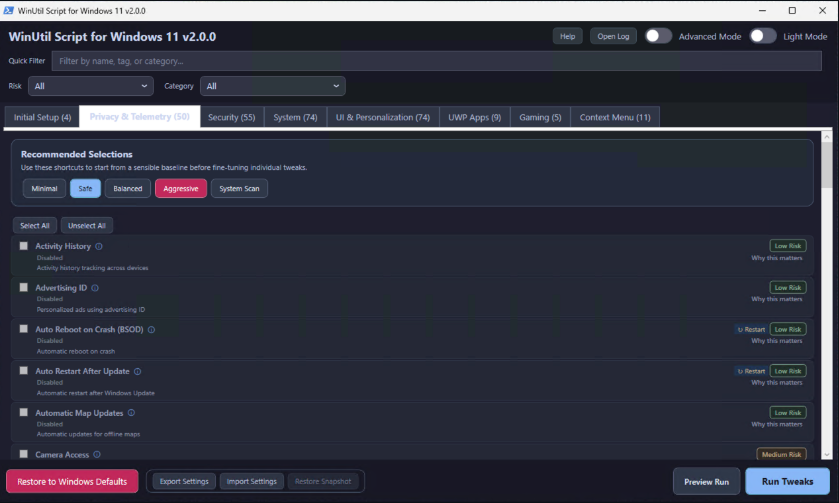 WinUtil Script for Windows 11 v2.0.0
WinUtil Script for Windows 11 v2.0.0
Help Open Log Advanced Mode Light Mode
Quick Filter Filter by name, tag, or category...
Risk All Category All
Initial Setup (4) Privacy & Telemetry (50) Security (55) System (74) UI & Personalization (74) UWP Apps (9) Gaming (5) Context Menu (11)
Recommended Selections
Use these shortcuts to start from a sensible baseline before fine-tuning individual tweaks.
Minimal Safe Balanced Aggressive System Scan
Select All Unselect All
Activity History Low Risk
Disabled Why this matters
Activity history tracking across devices
Advertising ID Low Risk
Disabled Why this matters
Personalized ads using advertising ID
Auto Reboot on Crash (BSOD) Restart Low Risk
Disabled Why this matters
Automatic reboot on crash
Auto Restart After Update Restart Low Risk
Disabled Why this matters
Automatic restart after Windows Update
Automatic Map Updates Low Risk
Disabled Why this matters
Automatic updates for offline maps
Camera Access Medium Risk
Restore to Windows Defaults Export Settings Import Settings Restore Snapshot Preview Run Run Tweaks